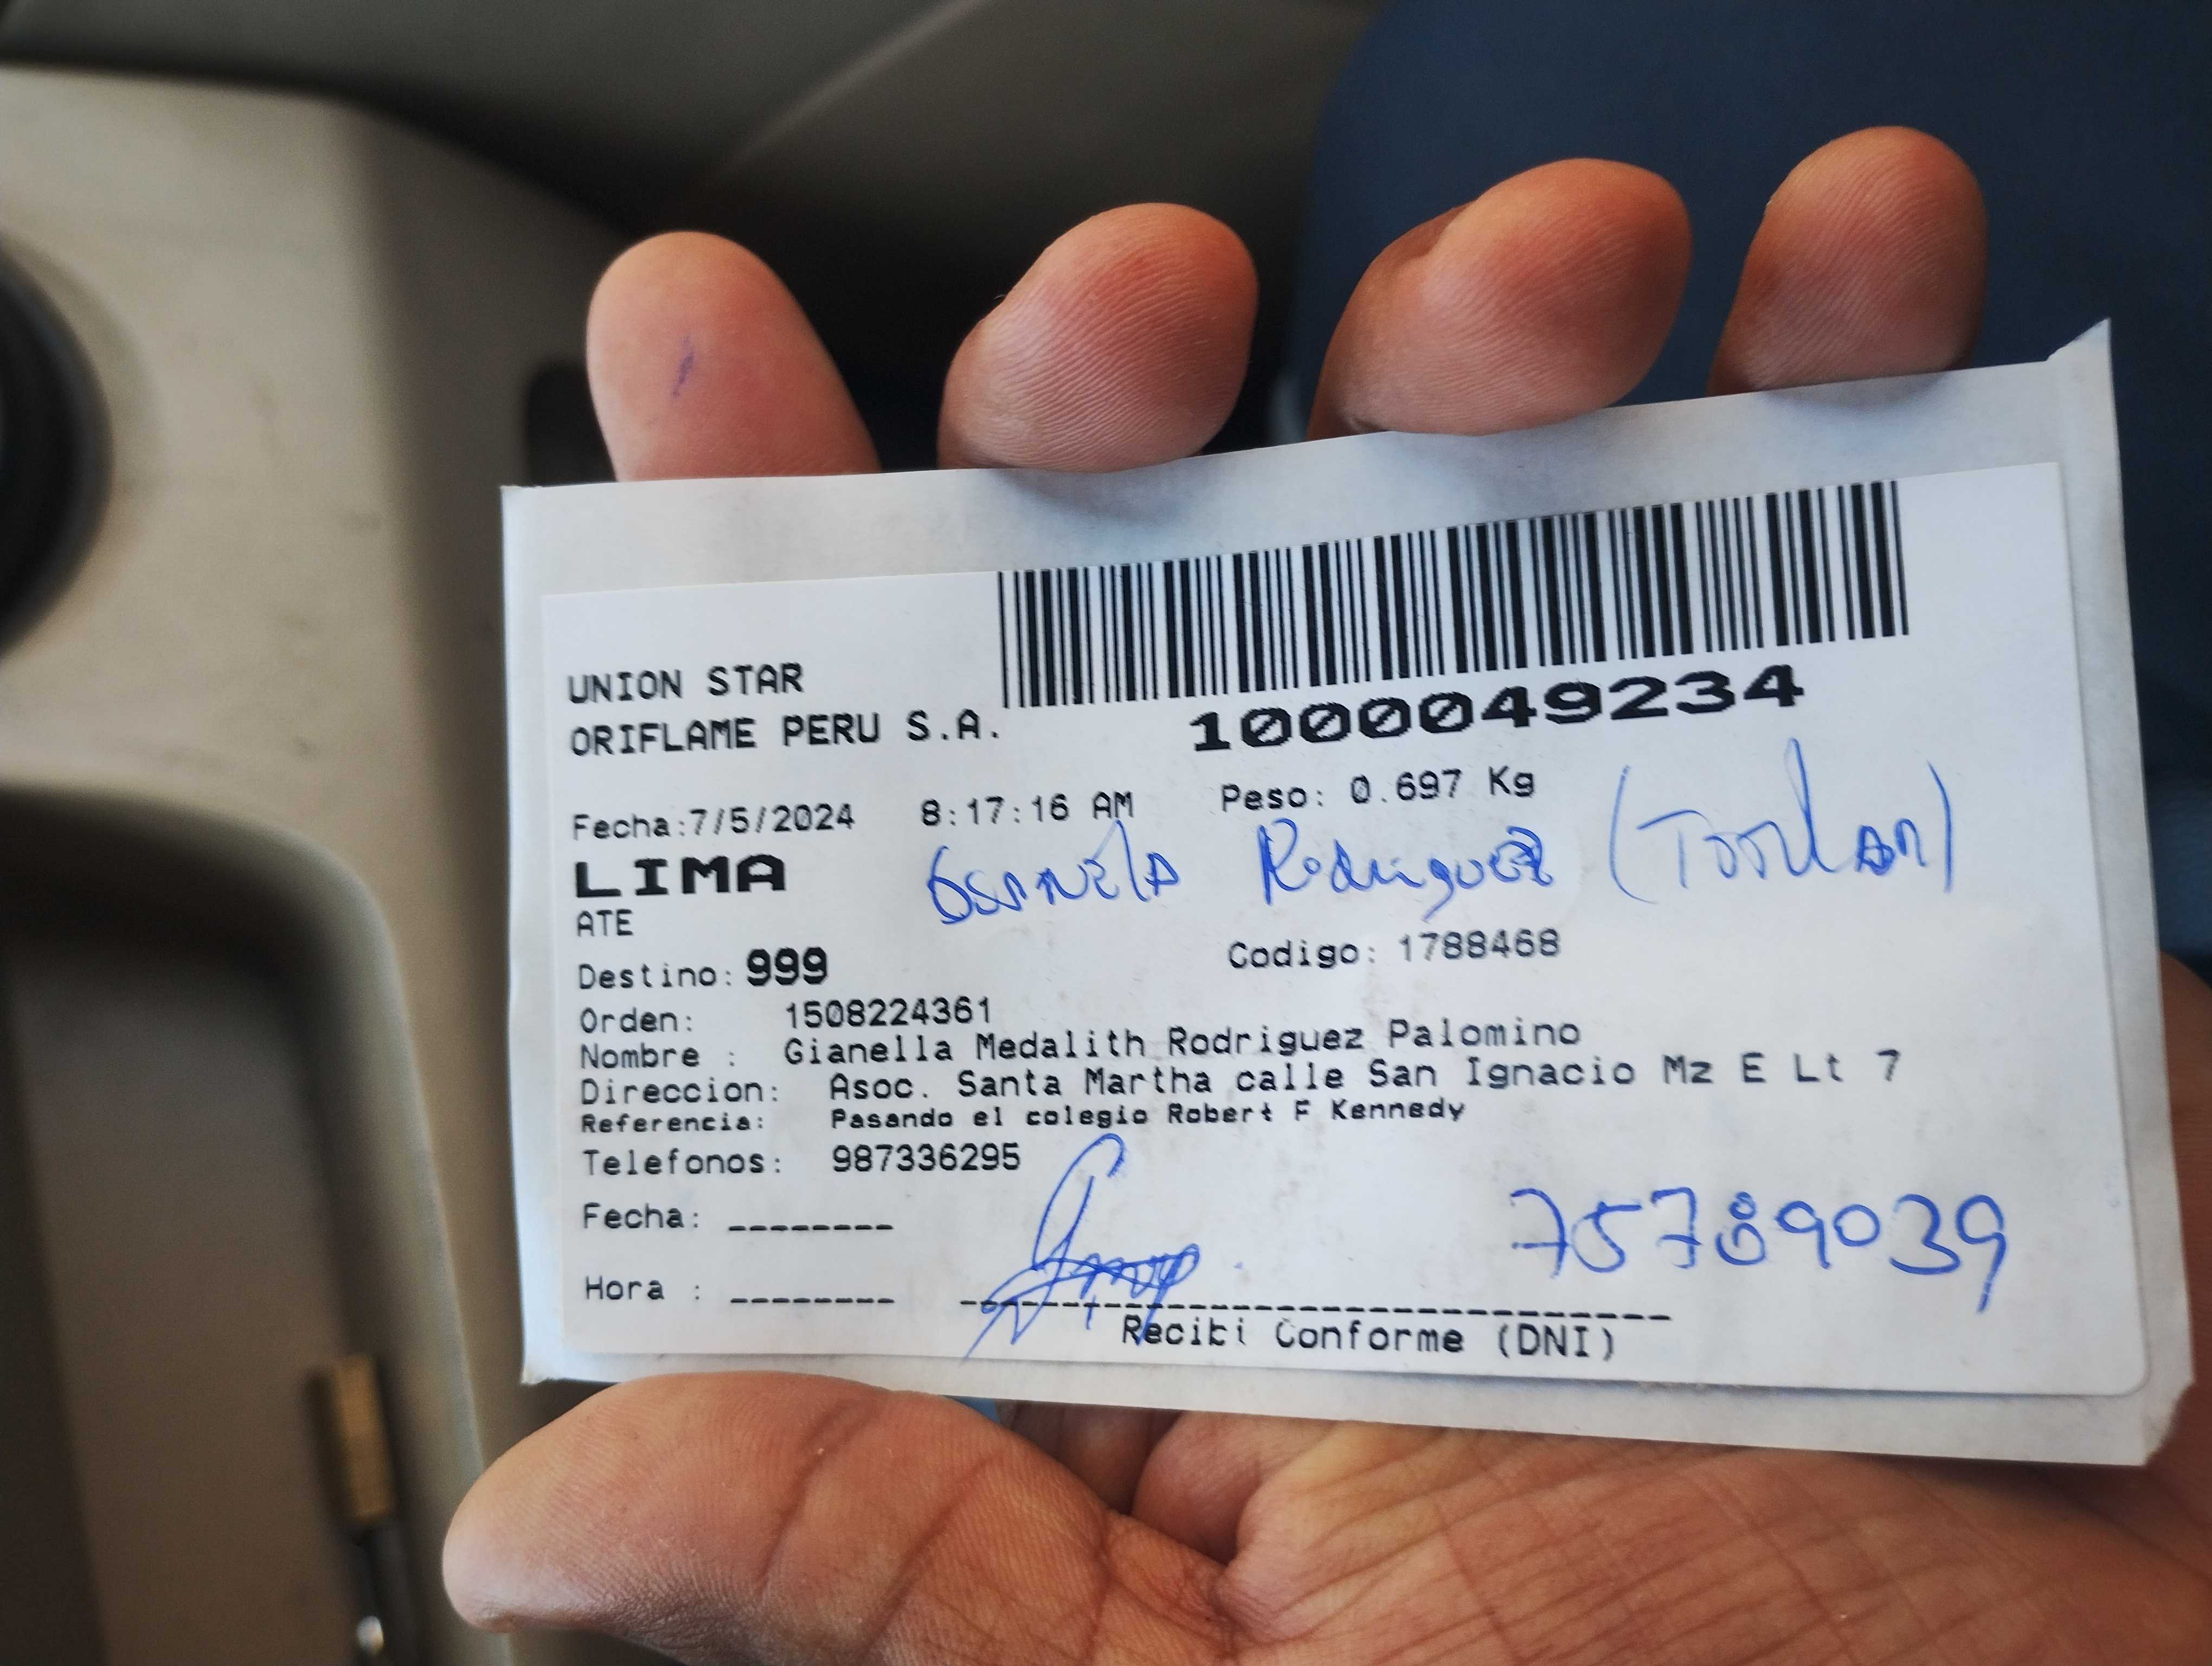 UNION STAR
ORIFLAME PERU S.A.
1000049234
Fecha:7/5/2024 8:17:16 AM Peso: 0.697 Kg
LIMA
Rodriguez
ATE
Destino: 999 Codigo: 1788468
Orden: 1508224361
Nombre : Gianella Medalith Rodriguez Palomino
Direccion: Asoc. Santa Martha calle San Ignacio Mz E Lt 7
Referencia: Pasando el colegio Robert F Kennedy
Telefonos: 987336295
Fecha: --------
75789039
Hora : --------
Recibi Conforme (DNI)